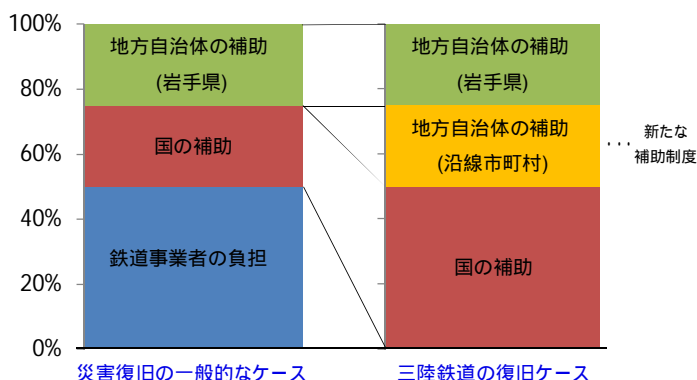 100%
80%
60%
40%
20%
0%
地方自治体の補助
(岩手県)
国の補助
鉄道事業者の負担
地方自治体の補助
(岩手県)
地方自治体の補助
(沿線市町村)
国の補助
･･･
新たな
補助制度
災害復旧の一般的なケース
三陸鉄道の復旧ケース